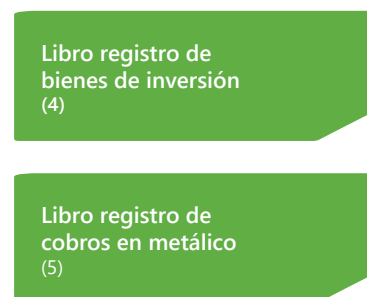 Libro registro de
bienes de inversión
(4)
Libro registro de
cobros en metálico
(5)